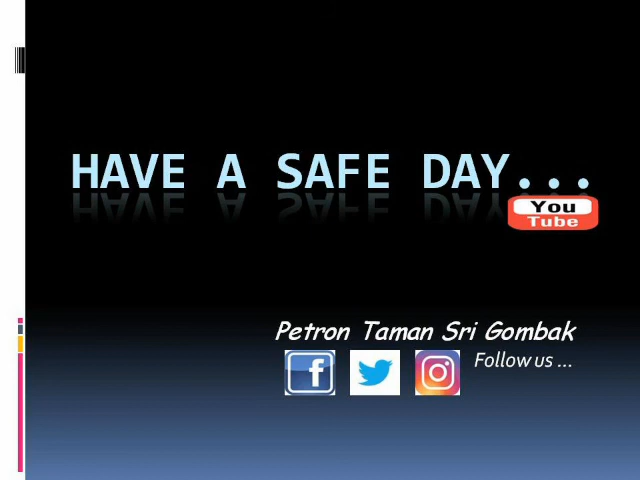 HAVE A SAFE DAY...
You
Tube
Petron Taman Sri Gombak
f
Follow us ...